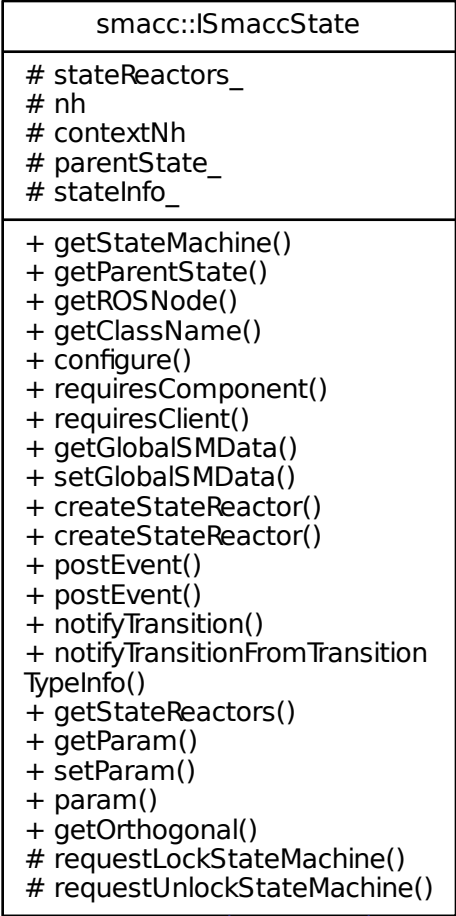 smacc::ISmaccState
# stateReactors_
# nh
# contextNh
# parentState_
# stateInfo_
+ getStateMachine()
+ getParentState()
+ getROSNode()
+ getClassName()
+ configure()
+ requiresComponent()
+ requiresClient()
+ getGlobalSMData()
+ setGlobalSMData()
+ createStateReactor()
+ createStateReactor()
+ postEvent()
+ postEvent()
+ notifyTransition()
+ notifyTransitionFromTransition
TypeInfo()
+ getStateReactors()
+ getParam()
+ setParam()
+ param()
+ getOrthogonal()
# requestLockStateMachine()
# requestUnlockStateMachine()